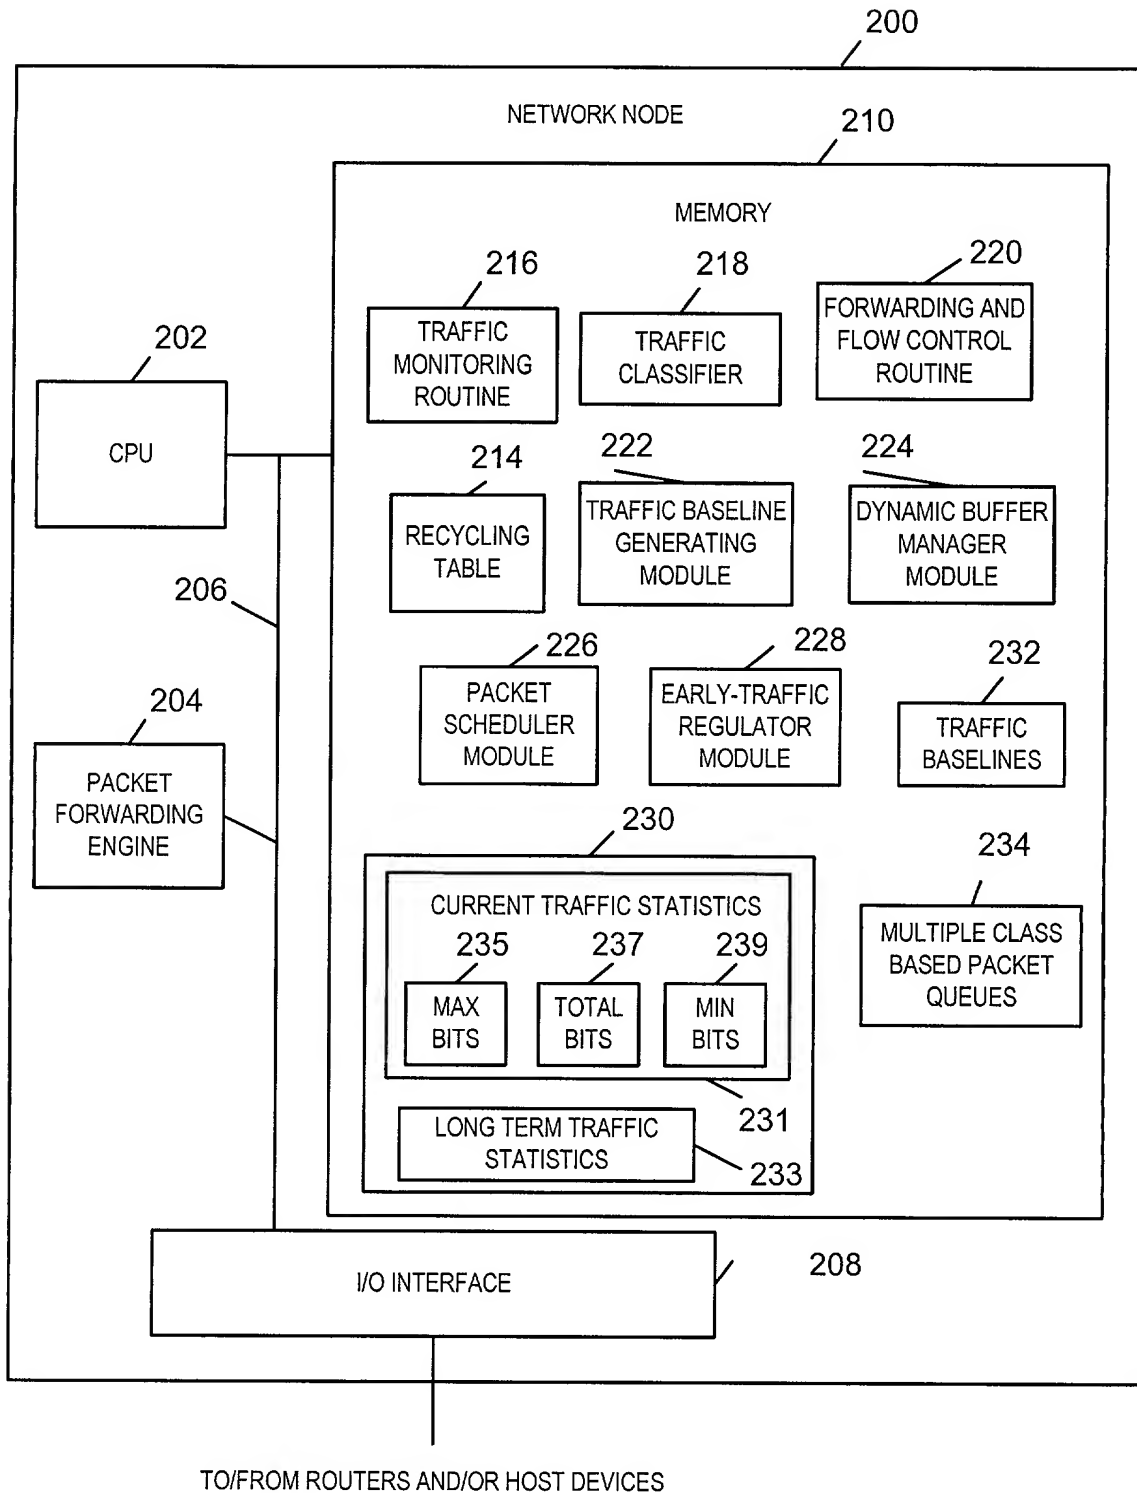 200
NETWORK NODE
210
MEMORY
216
218
220
TRAFFIC
MONITORING
ROUTINE
TRAFFIC
CLASSIFIER
FORWARDING AND
FLOW CONTROL
ROUTINE
202
CPU
214
222
224
RECYCLING
TABLE
TRAFFIC BASELINE
GENERATING
MODULE
DYNAMIC BUFFER
MANAGER
MODULE
206
226
228
232
PACKET
SCHEDULER
MODULE
EARLY-TRAFFIC
REGULATOR
MODULE
TRAFFIC
BASELINES
204
PACKET
FORWARDING
ENGINE
230
234
CURRENT TRAFFIC STATISTICS
235
237
239
MAX
BITS
TOTAL
BITS
MIN
BITS
MULTIPLE CLASS
BASED PACKET
QUEUES
231
LONG TERM TRAFFIC
STATISTICS
233
I/O INTERFACE
208
TO/FROM ROUTERS AND/OR HOST DEVICES